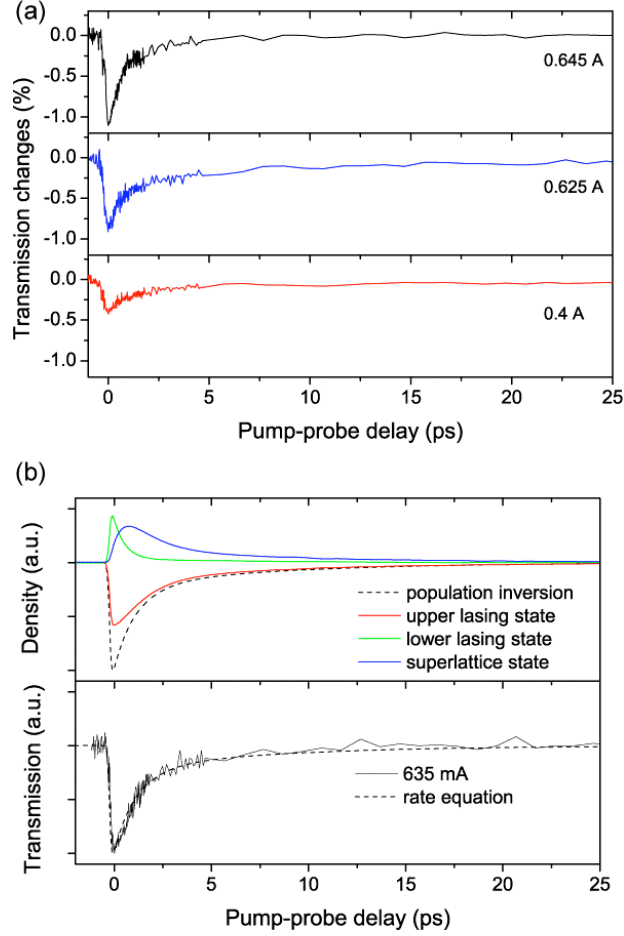 (a)
0.0
-0.5
-1.0
0.645 A
0.0
-0.5
-1.0
0.625 A
0.0
-0.5
-1.0
0.4 A
Transmission changes (%)
0 5 10 15 20 25
Pump-probe delay (ps)
(b)
Density (a.u.)
population inversion
upper lasing state
lower lasing state
superlattice state
Transmission (a.u.)
635 mA
rate equation
0 5 10 15 20 25
Pump-probe delay (ps)